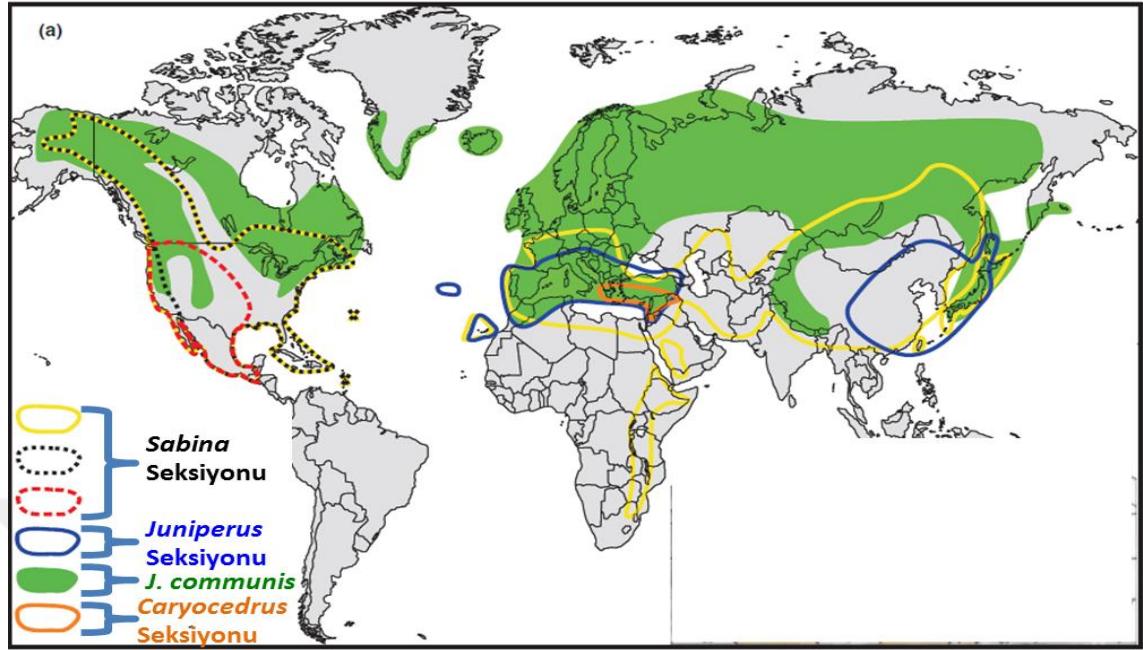 (a)
Sabina
Seksiyonu
Juniperus
Seksiyonu
J. communis
Caryocedrus
Seksiyonu